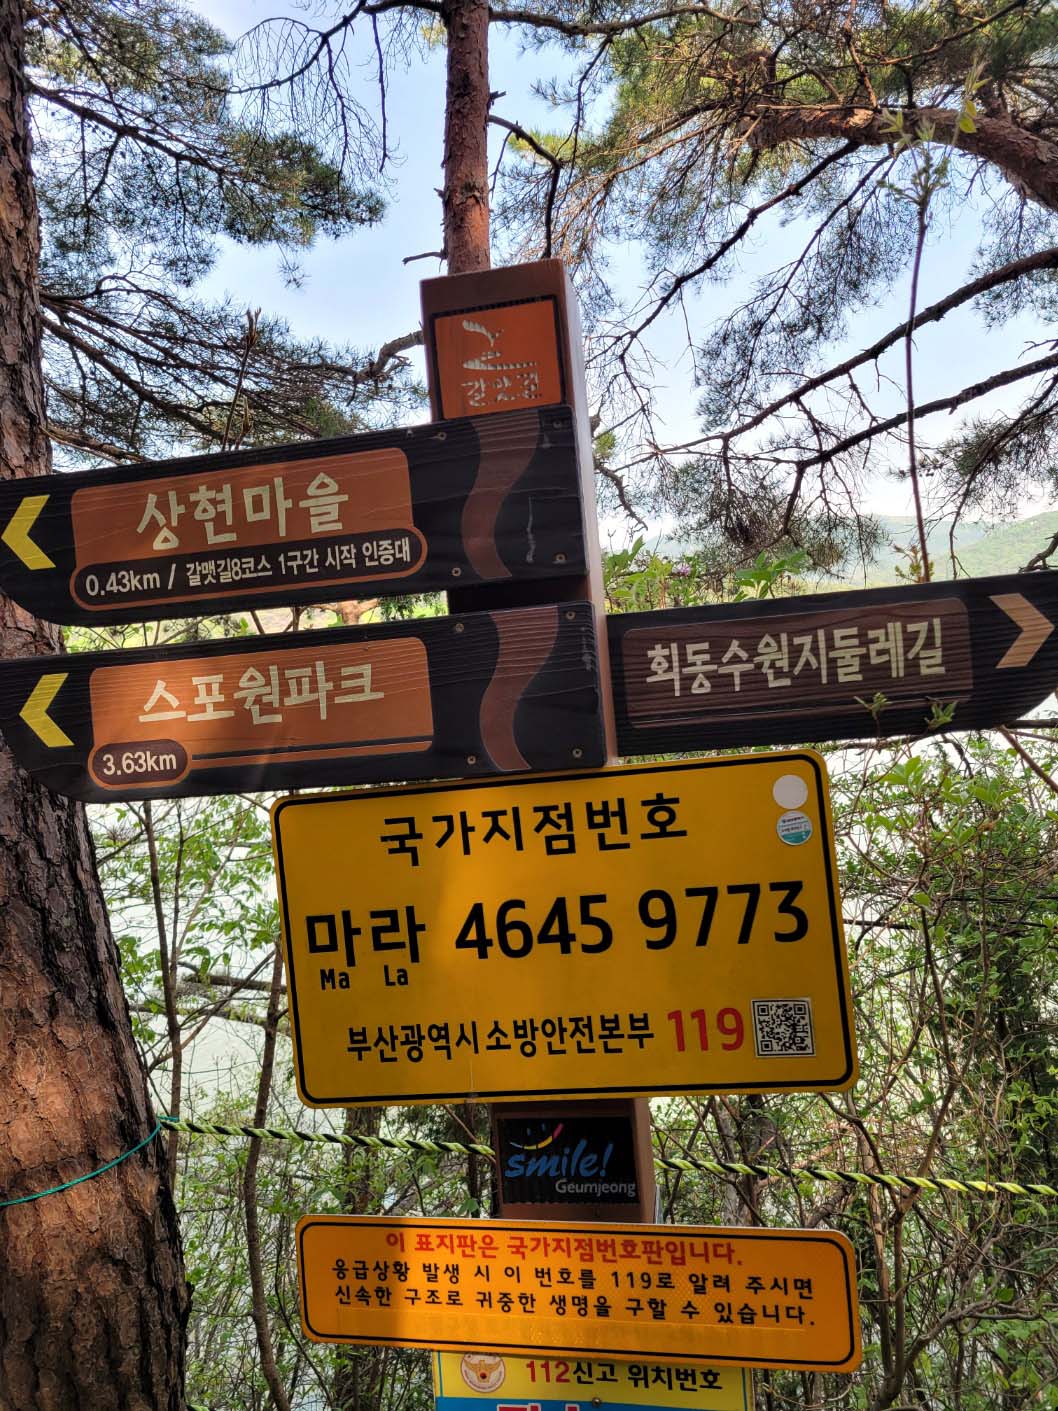 갈맷길
상현마을
0.43km / 갈맷길8코스 1구간 시작 인증대
스포원파크
3.63km
회동수원지둘레길
국가지점번호
마라 4645 9773
Ma La
부산광역시소방안전본부 119
smile!
Geumjeong
이 표지판은 국가지점번호판입니다.
응급상황 발생 시 이 번호를 119로 알려 주시면
신속한 구조로 귀중한 생명을 구할 수 있습니다.
112신고 위치번호